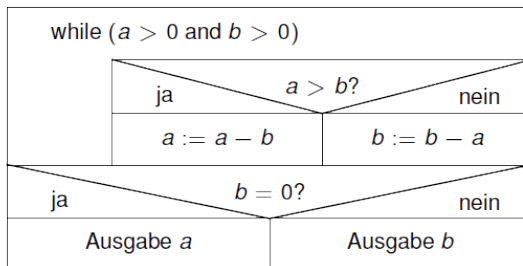 while (a > 0 and b > 0)
a > b?
ja
nein
a := a − b
b := b − a
b = 0?
ja
nein
Ausgabe a
Ausgabe b